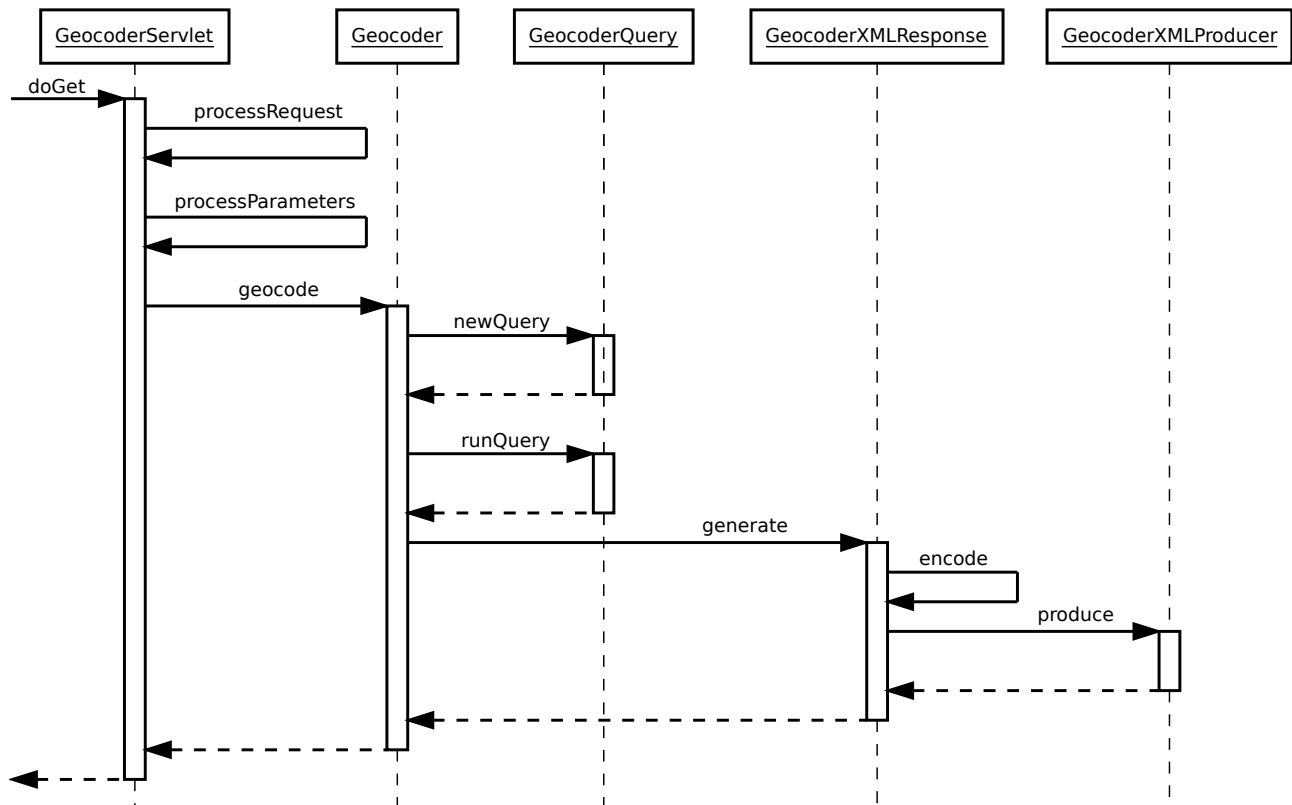 GeocoderServlet
Geocoder
GeocoderQuery
GeocoderXMLResponse
GeocoderXMLProducer
doGet
processRequest
processParameters
geocode
newQuery
runQuery
generate
encode
produce